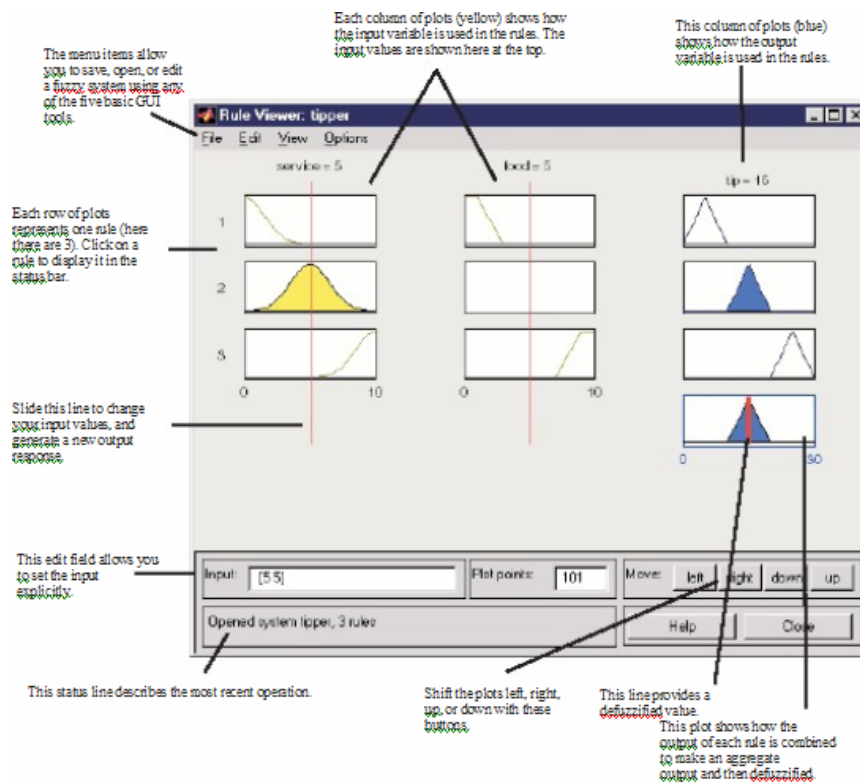 Each column of plots (yellow) shows how
the input variable is used in the rules. The
input values are shown here at the top.
This column of plots (blue)
shows how the output
variable is used in the rules.
The menu items allow
you to save, open, or edit
a fuzzy system using any
of the five basic GUI
tools.
Rule Viewer: tipper
File Edit View Options
service = 5
food = 5
tip = 15
Each row of plots
represents one rule (here
there are 3). Click on a
rule to display it in the
status bar.
1
2
3
0 10
0 10
0 30
Slide this line to change
your input values, and
generate a new output
response.
This edit field allows you
to set the input
explicitly.
Input: [5 5]
Plot points: 101
Move: left right down up
Opened system tipper, 3 rules
Help Close
This status line describes the most recent operation.
Shift the plots left, right,
up, or down with these
buttons.
This line provides a
defuzzified value.
This plot shows how the
output of each rule is combined
to make an aggregate
output and then defuzzified.